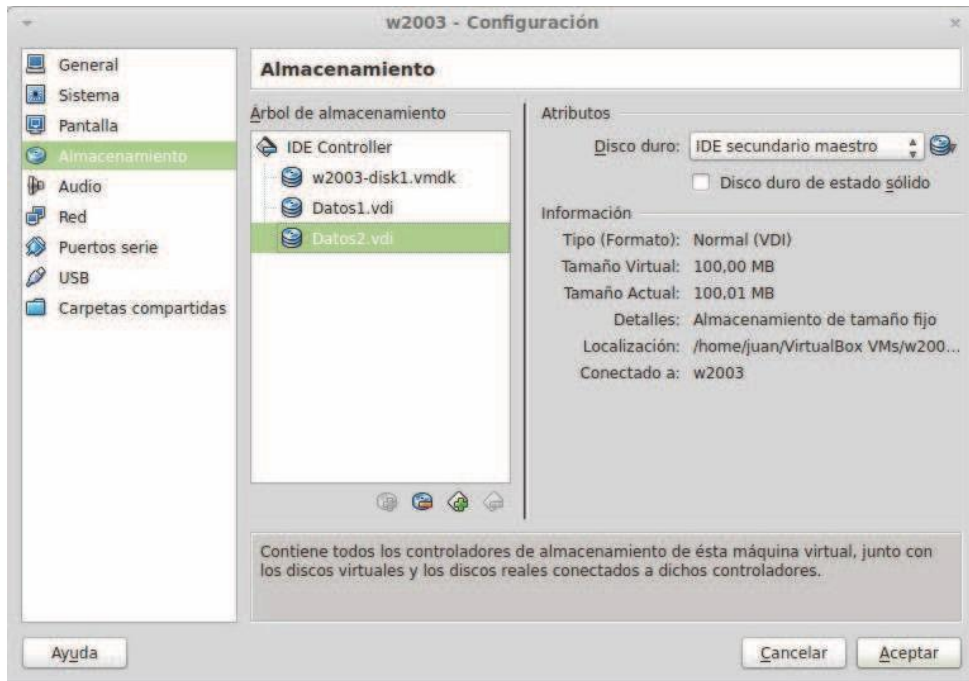 w2003 - Configuración
General
Sistema
Pantalla
Almacenamiento
Audio
Red
Puertos serie
USB
Carpetas compartidas
Almacenamiento
Árbol de almacenamiento
IDE Controller
w2003-disk1.vmdk
Datos1.vdi
Datos2.vdi
Atributos
Disco duro: IDE secundario maestro
Disco duro de estado sólido
Información
Tipo (Formato): Normal (VDI)
Tamaño Virtual: 100,00 MB
Tamaño Actual: 100,01 MB
Detalles: Almacenamiento de tamaño fijo
Localización: /home/juan/VirtualBox VMs/w200...
Conectado a: w2003
Contiene todos los controladores de almacenamiento de ésta máquina virtual, junto con
los discos virtuales y los discos reales conectados a dichos controladores.
Ayuda
Cancelar
Aceptar